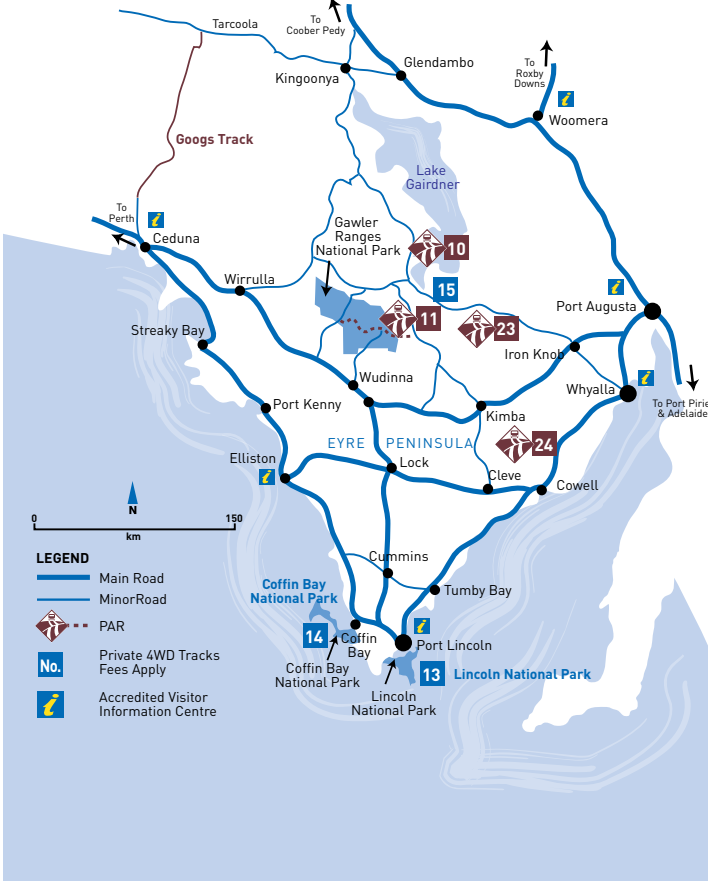 To
Coober Pedy
Tarcoola
Kingoonya
Glendambo
To
Roxby
Downs
i
Woomera
Googs Track
Lake
Gairdner
To
Perth
i
Ceduna
Gawler
Ranges
National Park
10
15
Wirrulla
i
Port Augusta
11
23
Streaky Bay
Iron Knob
Wudinna
i
Whyalla
To Port Pirie
& Adelaide
Port Kenny
Kimba
EYRE PENINSULA
24
Elliston
i
Lock
Cleve
Cowell
N
0
150
km
LEGEND
Main Road
MinorRoad
PAR
No.
Private 4WD Tracks
Fees Apply
i
Accredited Visitor
Information Centre
Cummins
Tumby Bay
Coffin Bay
National Park
14
Coffin
Bay
i
Port Lincoln
Coffin Bay
National Park
13
Lincoln National Park
Lincoln
National Park